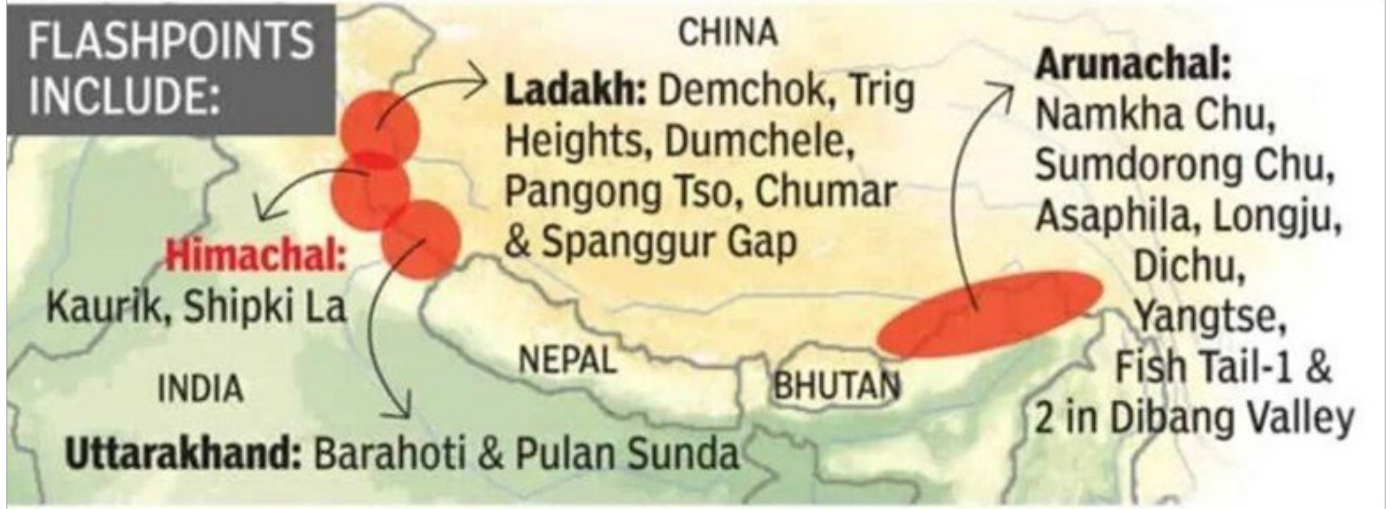 FLASHPOINTS
INCLUDE:
CHINA
Ladakh: Demchok, Trig
Heights, Dumchele,
Pangong Tso, Chumar
& Spanggur Gap
Arunachal:
Namkha Chu,
Sumdorong Chu,
Asaphila, Longju,
Dichu,
Yangtse,
Fish Tail-1 &
2 in Dibang Valley
Himachal:
Kaurik, Shipki La
NEPAL
BHUTAN
INDIA
Uttarakhand: Barahoti & Pulan Sunda